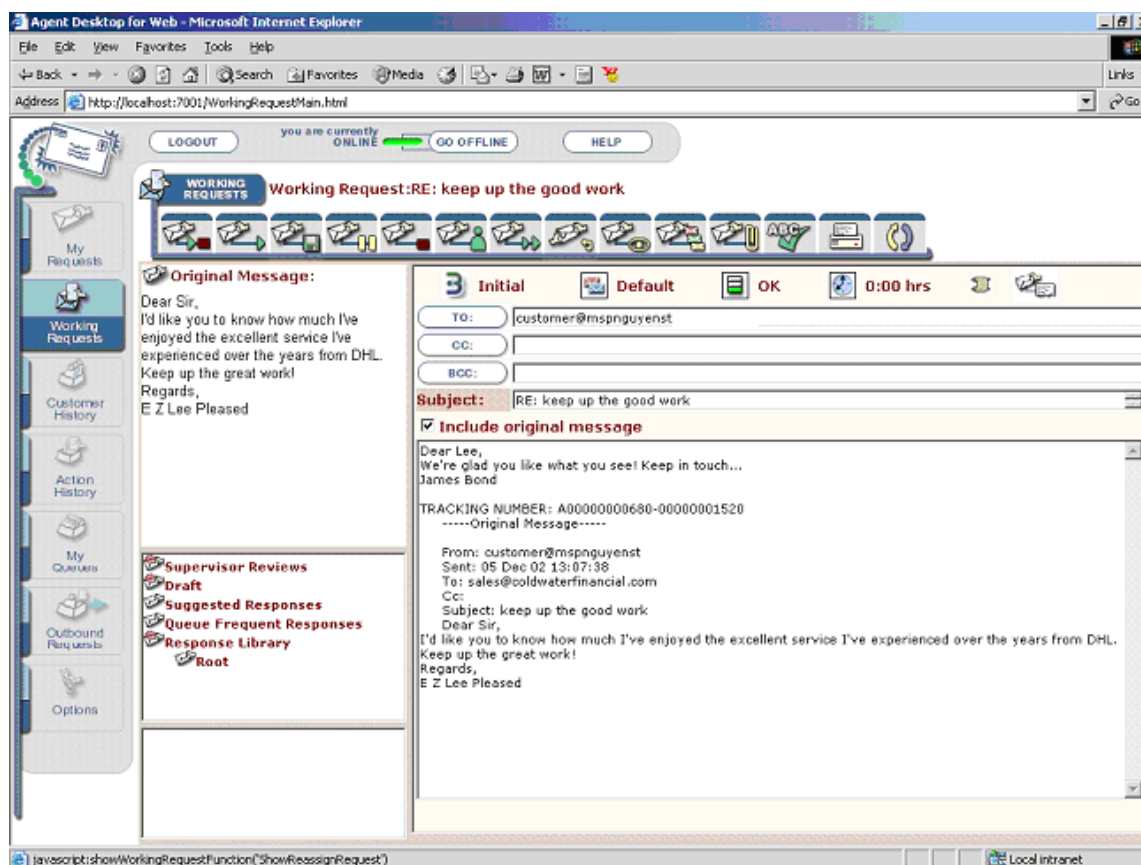 Agent Desktop for Web - Microsoft Internet Explorer
File Edit View Favorites Tools Help
Back Search Favorites Media Links
Address http://localhost:7001/WorkingRequestMain.html Go
LOGOUT you are currently ONLINE GO OFFLINE HELP
WORKING REQUESTS Working Request:RE: keep up the good work
My Requests
Working Requests
Customer History
Action History
My Queues
Outbound Requests
Options
Original Message:
Dear Sir,
I'd like you to know how much I've
enjoyed the excellent service I've
experienced over the years from DHL.
Keep up the great work!
Regards,
E Z Lee Pleased
Supervisor Reviews
Draft
Suggested Responses
Queue Frequent Responses
Response Library
Root
ABC
Initial Default OK 0:00 hrs
TO: customer@mspnguyenst
CC:
BCC:
Subject: RE: keep up the good work
Include original message
Dear Lee,
We're glad you like what you see! Keep in touch...
James Bond
TRACKING NUMBER: A00000000680-00000001520
-----Original Message-----
From: customer@mspnguyenst
Sent: 05 Dec 02 13:07:38
To: sales@coldwaterfinancial.com
Cc:
Subject: keep up the good work
Dear Sir,
I'd like you to know how much I've enjoyed the excellent service I've experienced over the years from DHL.
Keep up the great work!
Regards,
E Z Lee Pleased
javascript:showWorkingRequestFunction('ShowReassignRequest') Local intranet